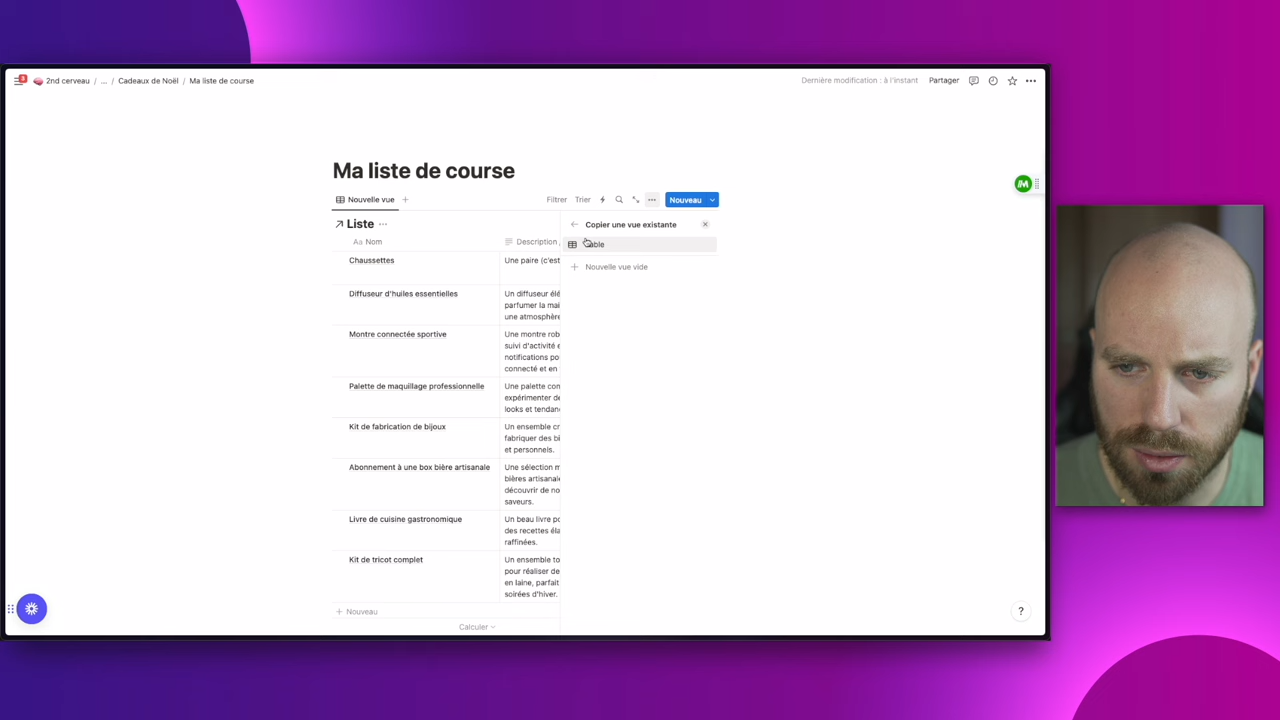 3
2nd cerveau / ... / Cadeaux de Noël / Ma liste de course
Dernière modification : à l'instant
Partager
Ma liste de course
Nouvelle vue
Filtrer
Trier
Nouveau
Liste
Copier une vue existante
Aa Nom
Description
Nouvelle vue vide
Chaussettes
Une paire (c'est
Diffuseur d'huiles essentielles
Un diffuseur élé
parfumer la mai
une atmosphère
Montre connectée sportive
Une montre rob
suivi d'activité e
notifications po
connecté et en
Palette de maquillage professionnelle
Une palette con
expérimenter de
looks et tendanc
Kit de fabrication de bijoux
Un ensemble cr
fabriquer des bi
et personnels.
Abonnement à une box bière artisanale
Une sélection m
bières artisanale
découvrir de no
saveurs.
Livre de cuisine gastronomique
Un beau livre po
des recettes éla
raffinées.
Kit de tricot complet
Un ensemble to
pour réaliser de
en laine, parfait
soirées d'hiver.
Nouveau
Calculer
?